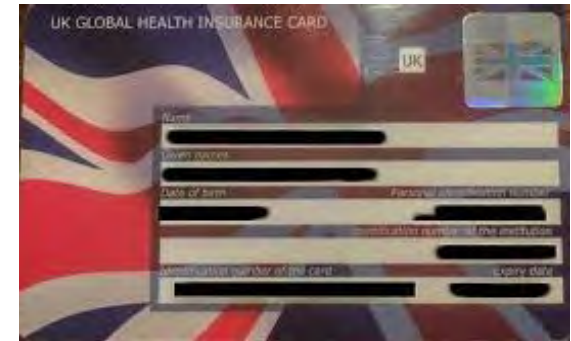 UK GLOBAL HEALTH INSURANCE CARD
UK
Name
Given names
Date of birth Personal identification number
Identification number of the institution
Identification number of the card Expiry date